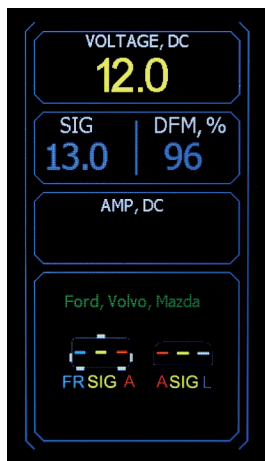 VOLTAGE, DC
12.0
SIG DFM, %
13.0 96
AMP, DC
Ford, Volvo, Mazda
FR SIG A A SIG L